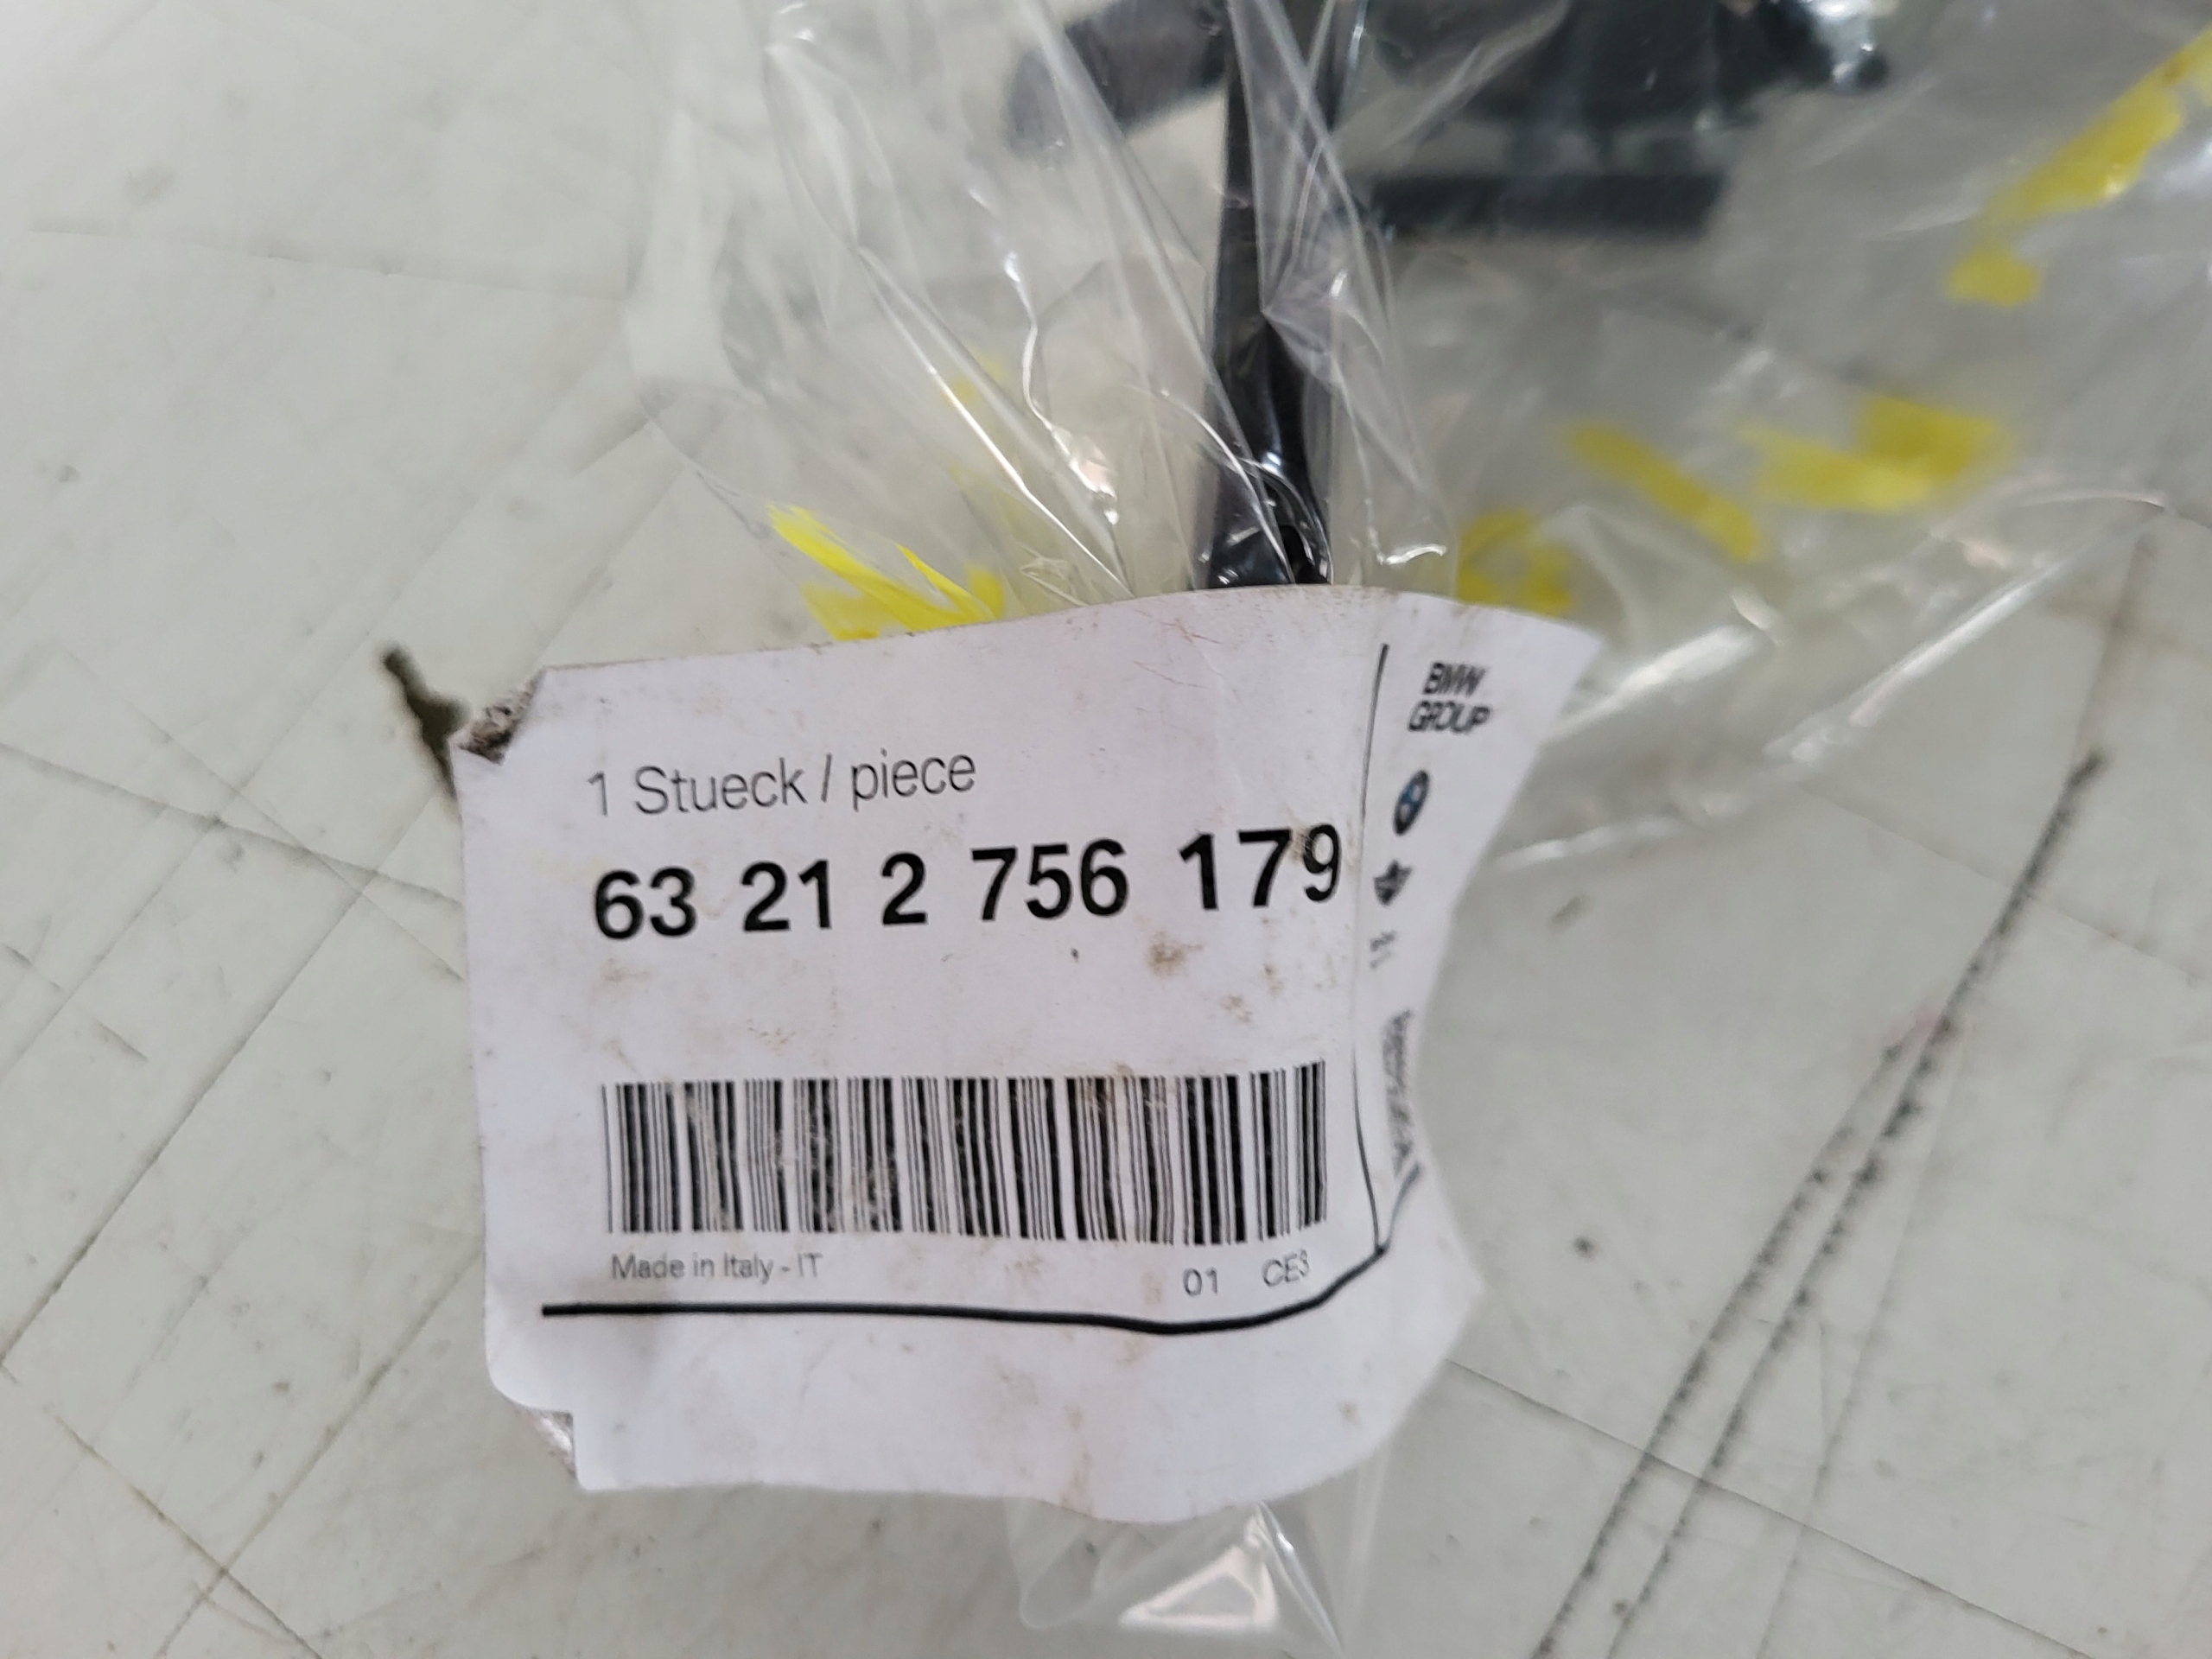 BMW
GROUP
1 Stueck / piece
63 21 2 756 179
Made in Italy - IT
01 CE3